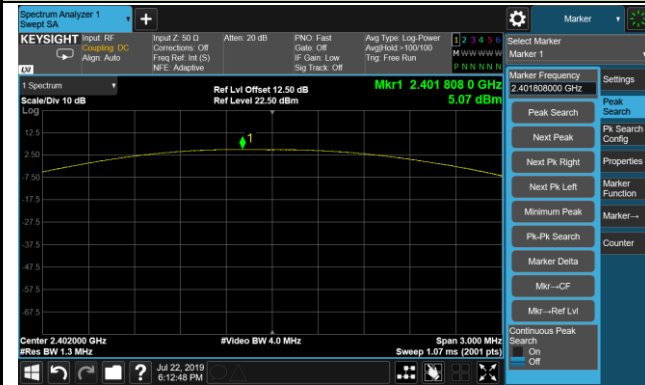 Spectrum Analyzer 1
Swept SA
+
Marker
KEYSIGHT Input: RF
Coupling: DC
Align: Auto
Input Z: 50 Ω
Corrections: Off
Freq Ref: Int (S)
NFE: Adaptive
Atten: 20 dB
PNO: Fast
Gate: Off
IF Gain: Low
Sig Track: Off
Avg Type: Log-Power
Avg|Hold:>100/100
Trig: Free Run
1 2 3 4 5 6
M W W W W W
P N N N N N
Select Marker
Marker 1
LXI
1 Spectrum
Scale/Div 10 dB
Log
Ref Lvl Offset 12.50 dB
Ref Level 22.50 dBm
Mkr1 2.401 808 0 GHz
5.07 dBm
1
12.5
2.50
-7.50
-17.5
-27.5
-37.5
-47.5
-57.5
-67.5
Center 2.402000 GHz
#Res BW 1.3 MHz
#Video BW 4.0 MHz
Span 3.000 MHz
Sweep 1.07 ms (2001 pts)
Marker Frequency
2.401808000 GHz
Peak Search
Next Peak
Next Pk Right
Next Pk Left
Minimum Peak
Pk-Pk Search
Marker Delta
Mkr→CF
Mkr→Ref Lvl
Continuous Peak
Search
On
Off
Settings
Peak
Search
Pk Search
Config
Properties
Marker
Function
Marker→
Counter
?
Jul 22, 2019
6:12:48 PM